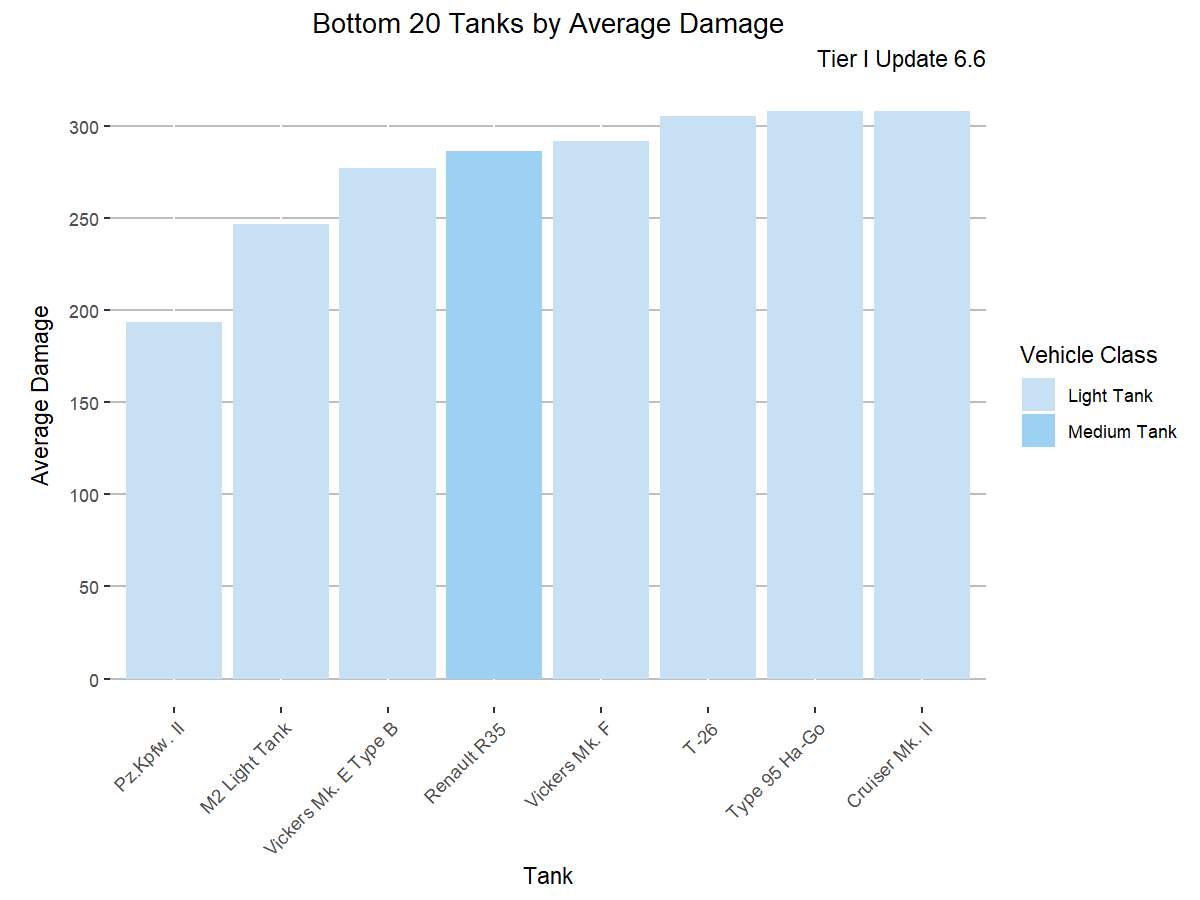 Bottom 20 Tanks by Average Damage
Tier I Update 6.6
Average Damage
300
250
200
150
100
50
0
Pz.Kpfw. II
M2 Light Tank
Vickers Mk. E Type B
Renault R35
Vickers Mk. F
T-26
Type 95 Ha-Go
Cruiser Mk. II
Tank
Vehicle Class
Light Tank
Medium Tank